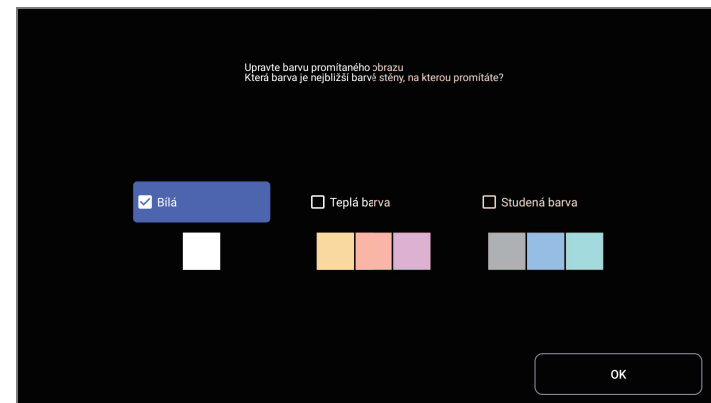 Upravte barvu promítaného obrazu
Která barva je nejbližší barvě stěny, na kterou promítáte?
Bílá
Teplá barva
Studená barva
OK